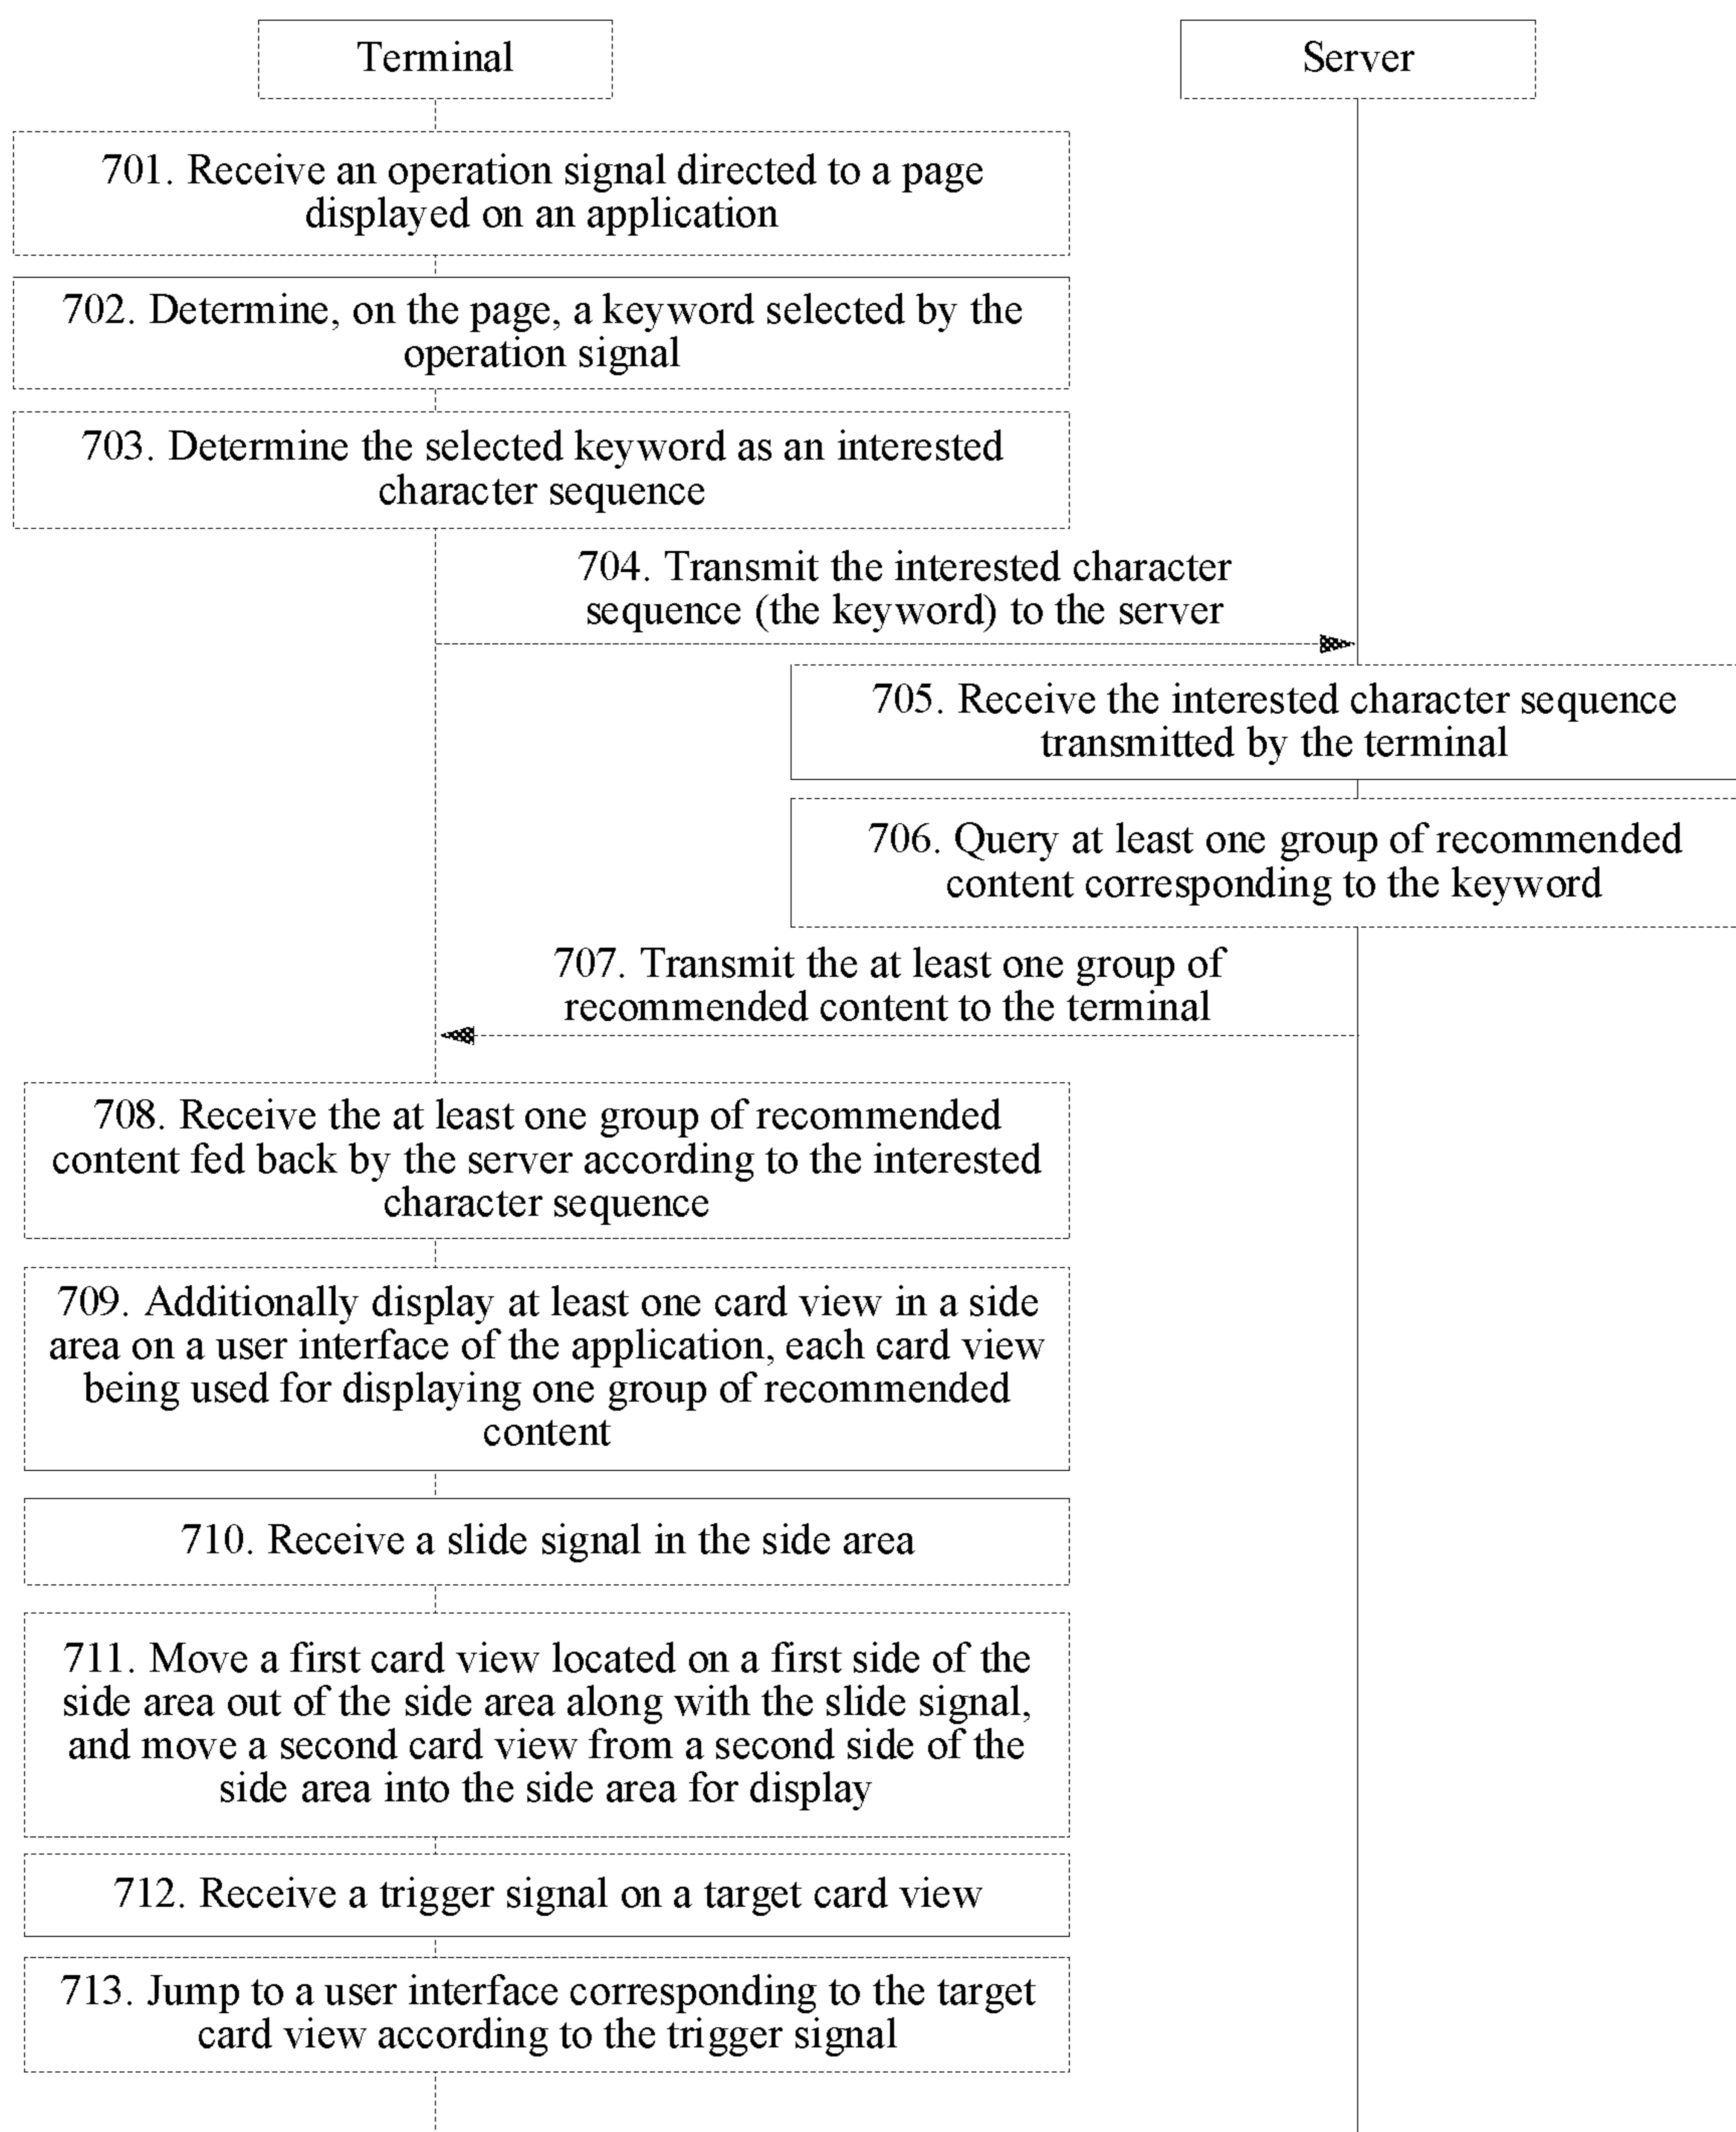 Terminal
Server
701. Receive an operation signal directed to a page
displayed on an application
702. Determine, on the page, a keyword selected by the
operation signal
703. Determine the selected keyword as an interested
character sequence
704. Transmit the interested character
sequence (the keyword) to the server
705. Receive the interested character sequence
transmitted by the terminal
706. Query at least one group of recommended
content corresponding to the keyword
707. Transmit the at least one group of
recommended content to the terminal
708. Receive the at least one group of recommended
content fed back by the server according to the interested
character sequence
709. Additionally display at least one card view in a side
area on a user interface of the application, each card view
being used for displaying one group of recommended
content
710. Receive a slide signal in the side area
711. Move a first card view located on a first side of the
side area out of the side area along with the slide signal,
and move a second card view from a second side of the
side area into the side area for display
712. Receive a trigger signal on a target card view
713. Jump to a user interface corresponding to the target
card view according to the trigger signal